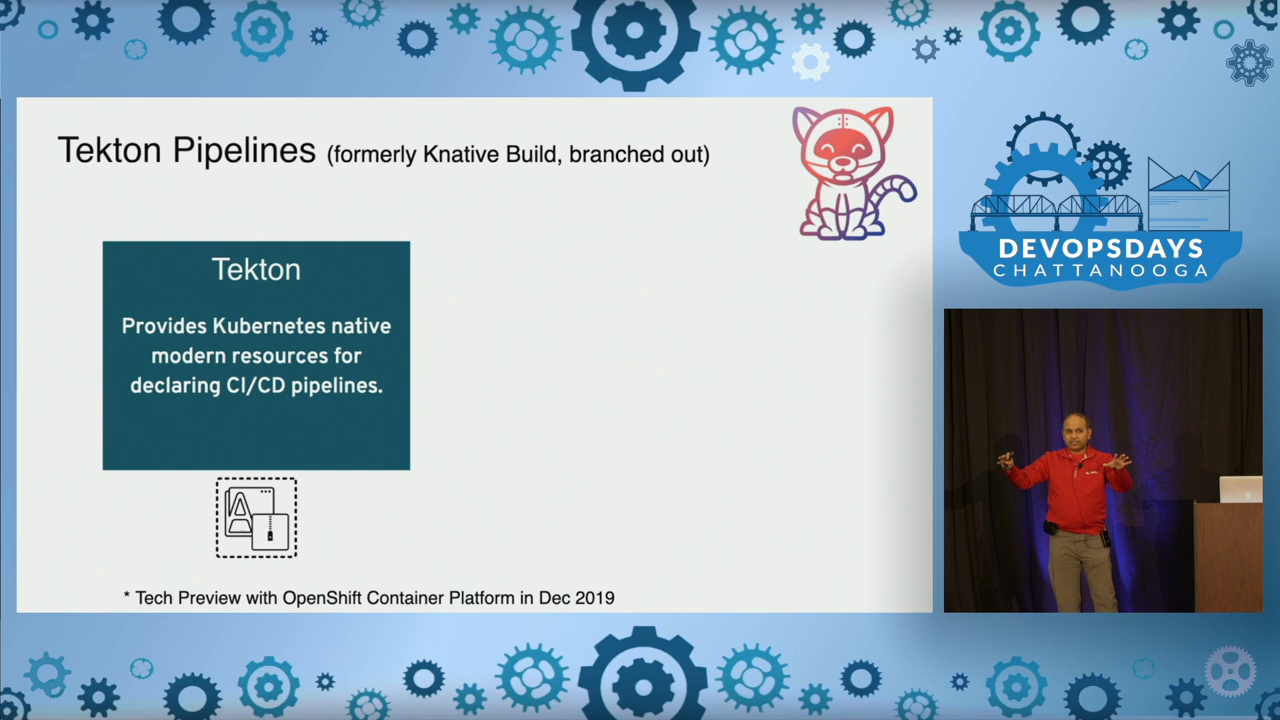 Tekton Pipelines (formerly Knative Build, branched out)
Tekton
Provides Kubernetes native
modern resources for
declaring CI/CD pipelines.
* Tech Preview with OpenShift Container Platform in Dec 2019
DEVOPSDAYS
CHATTANOOGA